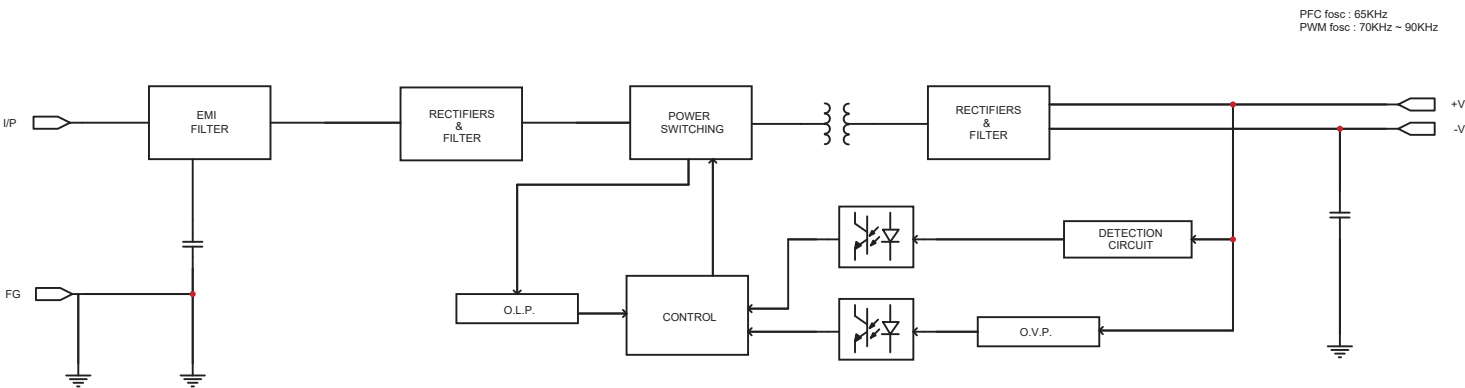 PFC fosc : 65KHz
PWM fosc : 70KHz ~ 90KHz
I/P
EMI
FILTER
RECTIFIERS
&
FILTER
POWER
SWITCHING
RECTIFIERS
&
FILTER
+V
-V
DETECTION
CIRCUIT
FG
O.L.P.
CONTROL
O.V.P.